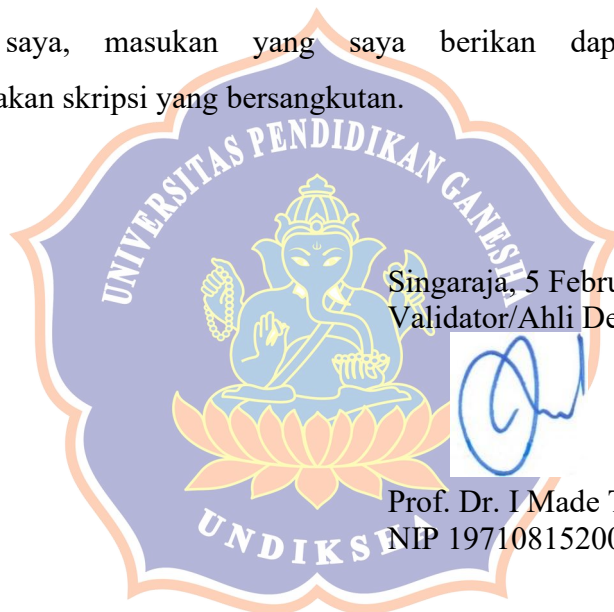 saya, masukan yang saya berikan dap
akan skripsi yang bersangkutan.
UNIVERSITAS PENDIDIKAN GANESHA
Singaraja, 5 Febru
Validator/Ahli De
Prof. Dr. I Made T
NIP 1971081520
UNDIKSHA